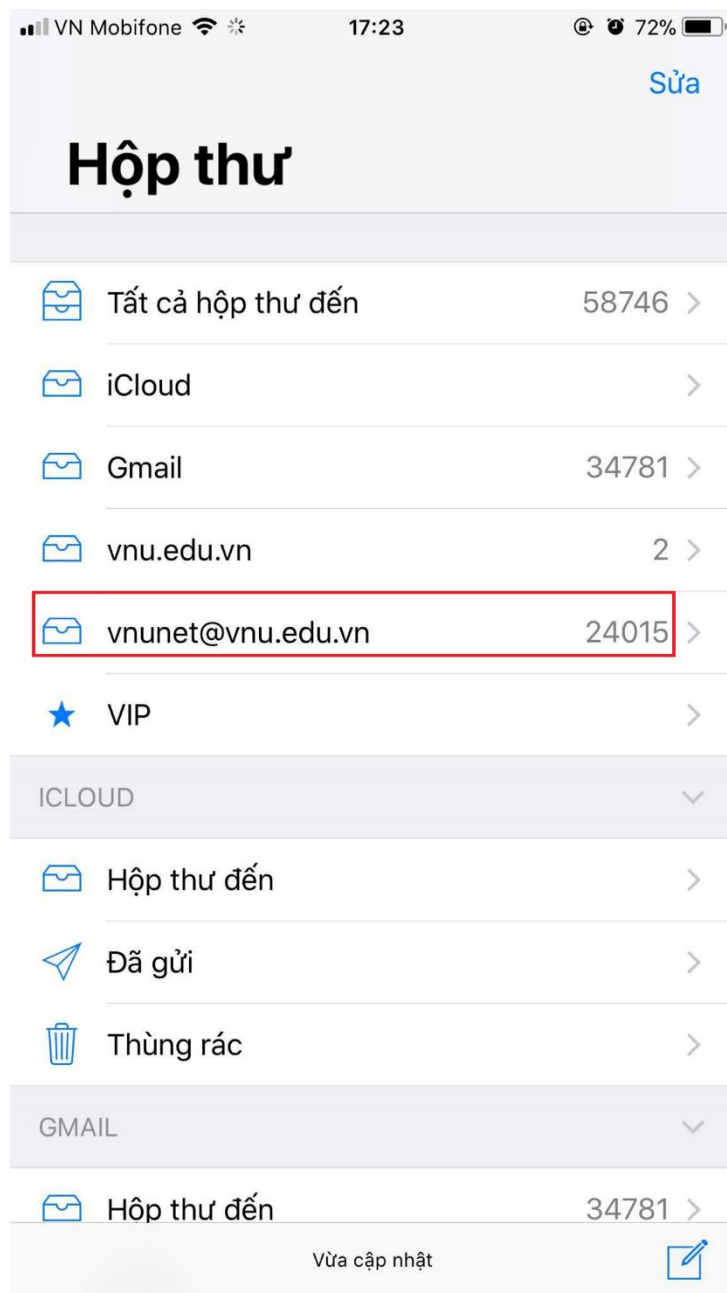 VN Mobifone 17:23 72%
Sửa
Hộp thư
Tất cả hộp thư đến 58746
iCloud
Gmail 34781
vnu.edu.vn 2
vnunet@vnu.edu.vn 24015
VIP
ICLOUD
Hộp thư đến
Đã gửi
Thùng rác
GMAIL
Hộp thư đến 34781
Vừa cập nhật